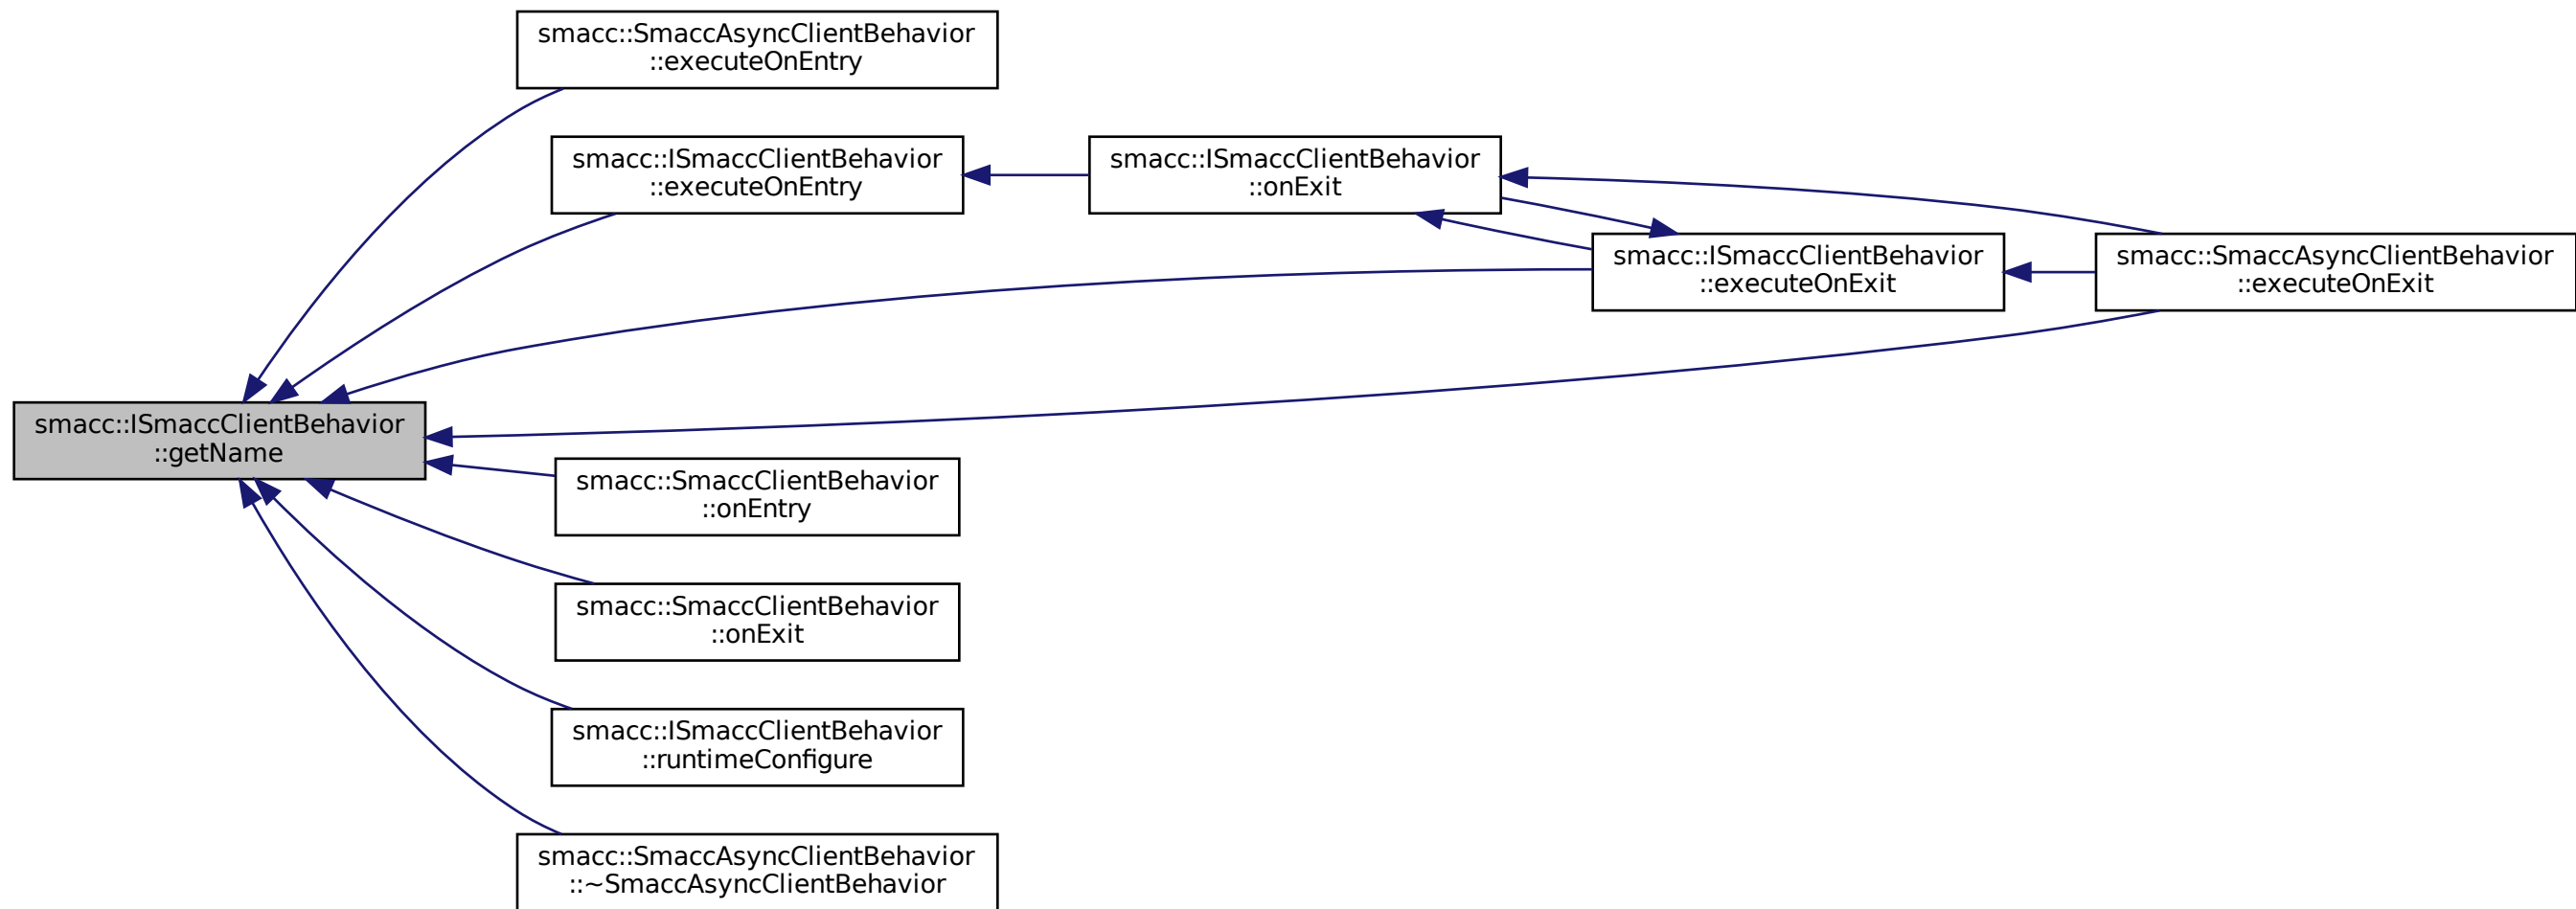 smacc::SmaccAsyncClientBehavior
::executeOnEntry
smacc::ISmaccClientBehavior
::executeOnEntry
smacc::ISmaccClientBehavior
::onExit
smacc::ISmaccClientBehavior
::executeOnExit
smacc::SmaccAsyncClientBehavior
::executeOnExit
smacc::ISmaccClientBehavior
::getName
smacc::SmaccClientBehavior
::onEntry
smacc::SmaccClientBehavior
::onExit
smacc::ISmaccClientBehavior
::runtimeConfigure
smacc::SmaccAsyncClientBehavior
::~SmaccAsyncClientBehavior